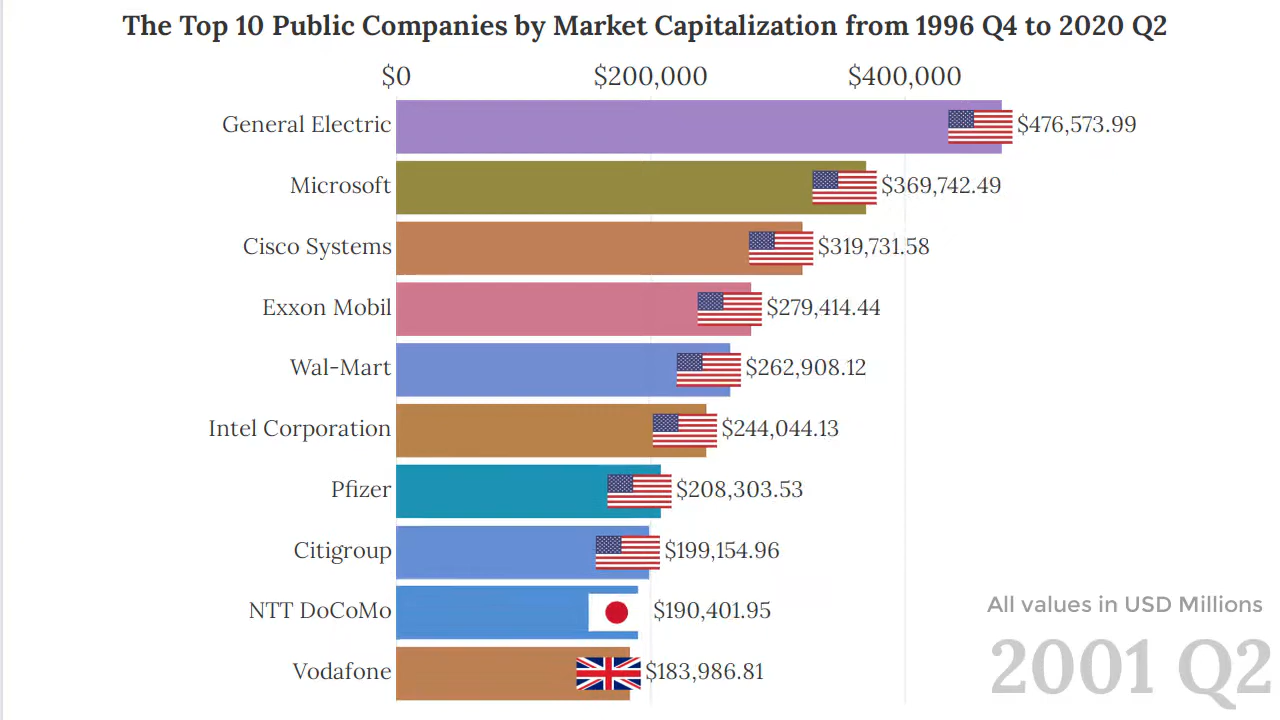 The Top 10 Public Companies by Market Capitalization from 1996 Q4 to 2020 Q2
$0 $200,000 $400,000
General Electric $476,573.99
Microsoft $369,742.49
Cisco Systems $319,731.58
Exxon Mobil $279,414.44
Wal-Mart $262,908.12
Intel Corporation $244,044.13
Pfizer $208,303.53
Citigroup $199,154.96
NTT DoCoMo $190,401.95
All values in USD Millions
Vodafone $183,986.81
2001 Q2